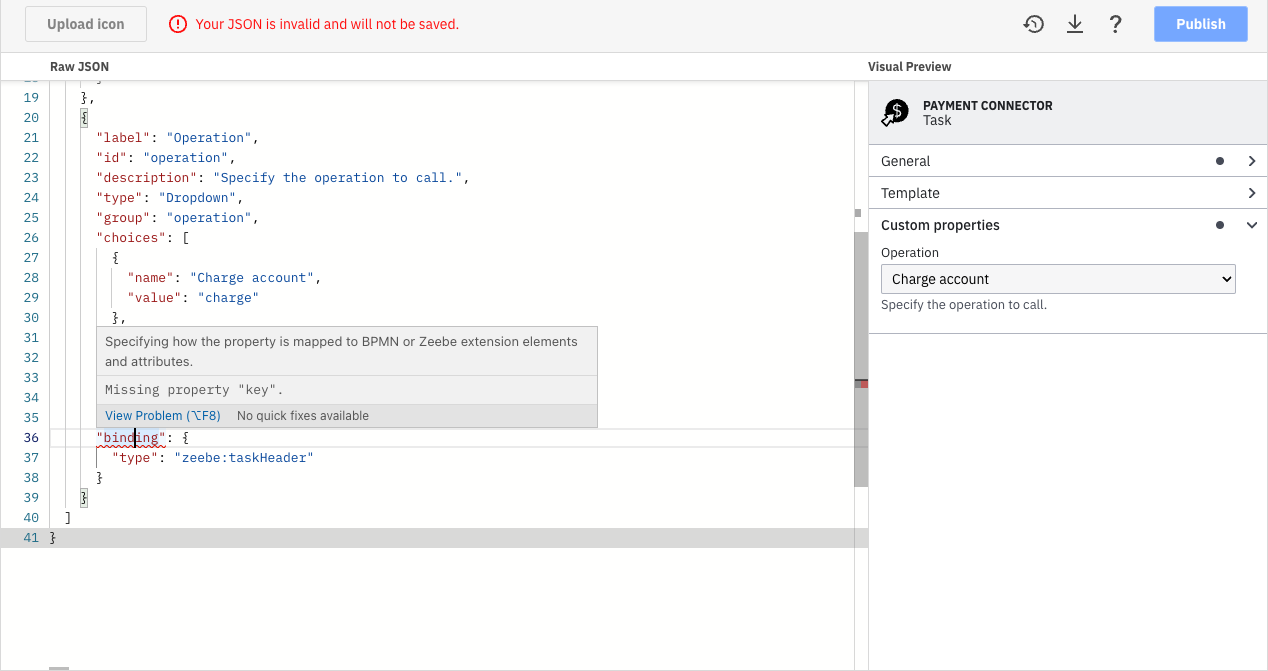 Upload icon
Your JSON is invalid and will not be saved.
?
Publish
Raw JSON
Visual Preview
19 },
20 {
21 "label": "Operation",
22 "id": "operation",
23 "description": "Specify the operation to call.",
24 "type": "Dropdown",
25 "group": "operation",
26 "choices": [
27 {
28 "name": "Charge account",
29 "value": "charge"
30 },
31
32
33
34
35
Specifying how the property is mapped to BPMN or Zeebe extension elements
and attributes.
Missing property "key".
View Problem (⌥F8) No quick fixes available
36 "binding": {
37 "type": "zeebe:taskHeader"
38 }
39 }
40 ]
41 }
$
PAYMENT CONNECTOR
Task
General
Template
Custom properties
Operation
Charge account
Specify the operation to call.